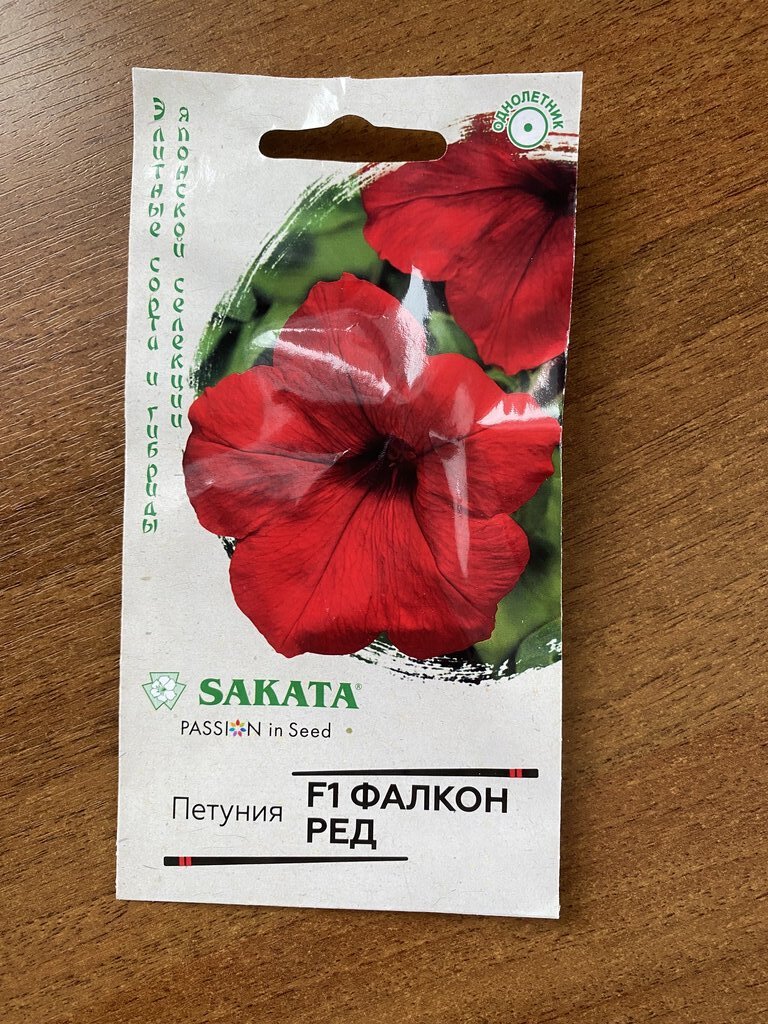 ОДНОЛЕТНИК
Элитные сорта и гибриды
японской селекции
SAKATA®
PASSION in Seed
Петуния
F1 ФАЛКОН
РЕД